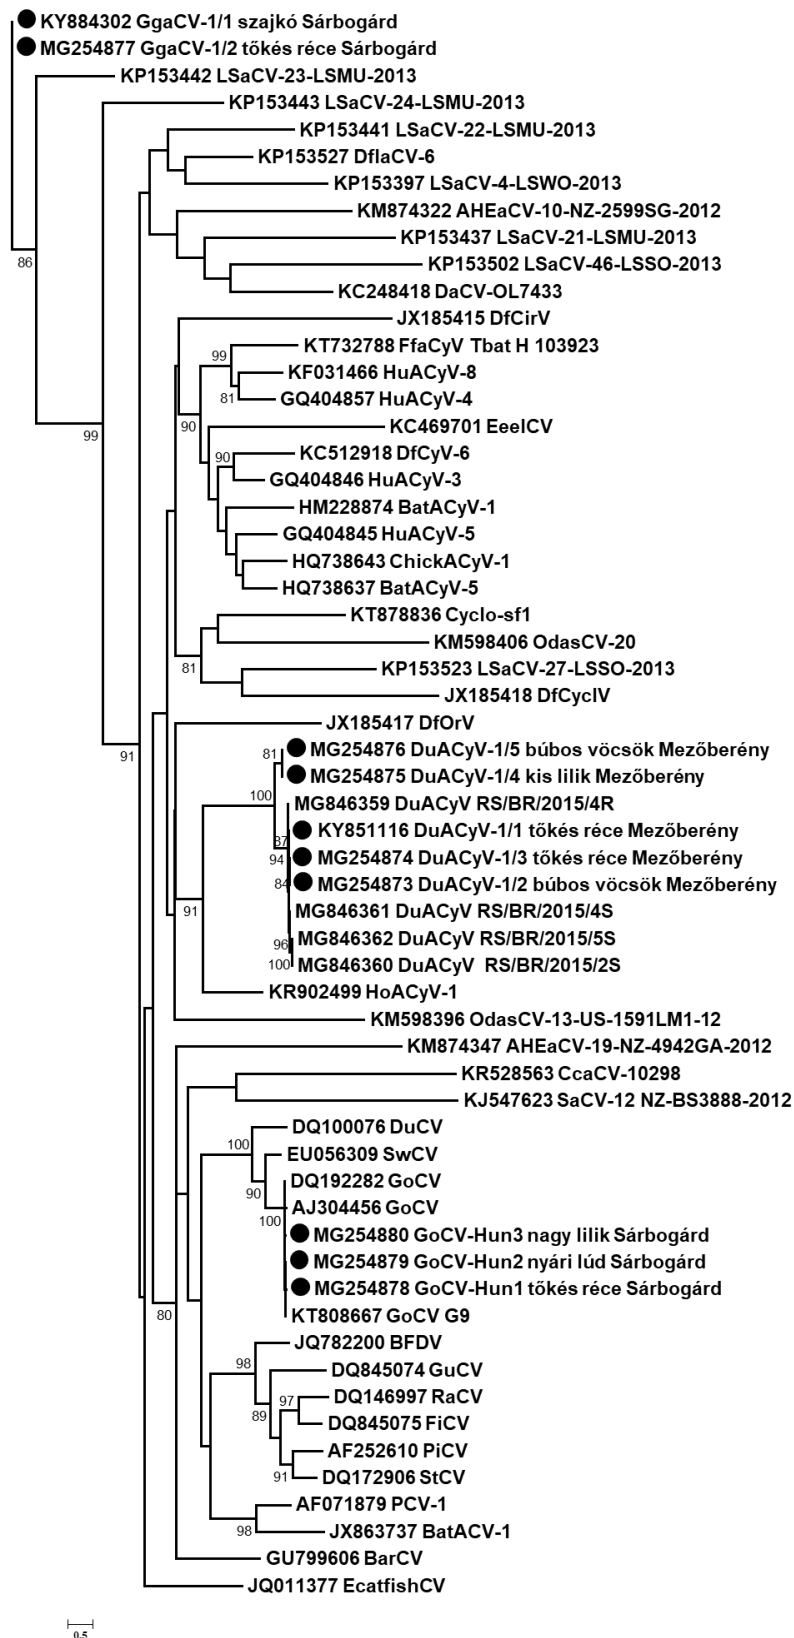 KY884302 GgaCV-1/1 szajkó Sárbogárd
MG254877 GgaCV-1/2 tőkés réce Sárbogárd
KP153442 LSaCV-23-LSMU-2013
KP153443 LSaCV-24-LSMU-2013
KP153441 LSaCV-22-LSMU-2013
KP153527 DflaCV-6
KP153397 LSaCV-4-LSWO-2013
KM874322 AHEaCV-10-NZ-2599SG-2012
KP153437 LSaCV-21-LSMU-2013
86
KP153502 LSaCV-46-LSSO-2013
KC248418 DaCV-OL7433
JX185415 DfCirV
KT732788 FfaCyV Tbat H 103923
99
KF031466 HuACyV-8
81
GQ404857 HuACyV-4
90
KC469701 EeelCV
99
KC512918 DfCyV-6
90
GQ404846 HuACyV-3
HM228874 BatACyV-1
GQ404845 HuACyV-5
HQ738643 ChickACyV-1
HQ738637 BatACyV-5
KT878836 Cyclo-sf1
KM598406 OdasCV-20
81
KP153523 LSaCV-27-LSSO-2013
JX185418 DfCyclV
JX185417 DfOrV
81
MG254876 DuACyV-1/5 búbos vöcsök Mezőberény
91
MG254875 DuACyV-1/4 kis lilik Mezőberény
100
MG846359 DuACyV RS/BR/2015/4R
KY851116 DuACyV-1/1 tőkés réce Mezőberény
87
94
MG254874 DuACyV-1/3 tőkés réce Mezőberény
84
MG254873 DuACyV-1/2 búbos vöcsök Mezőberény
91
MG846361 DuACyV RS/BR/2015/4S
96
MG846362 DuACyV RS/BR/2015/5S
100
MG846360 DuACyV RS/BR/2015/2S
KR902499 HoACyV-1
KM598396 OdasCV-13-US-1591LM1-12
KM874347 AHEaCV-19-NZ-4942GA-2012
KR528563 CcaCV-10298
KJ547623 SaCV-12 NZ-BS3888-2012
DQ100076 DuCV
100
EU056309 SwCV
90
DQ192282 GoCV
AJ304456 GoCV
100
MG254880 GoCV-Hun3 nagy lilik Sárbogárd
MG254879 GoCV-Hun2 nyári lúd Sárbogárd
MG254878 GoCV-Hun1 tőkés réce Sárbogárd
80
KT808667 GoCV G9
JQ782200 BFDV
98
DQ845074 GuCV
97
DQ146997 RaCV
89
DQ845075 FiCV
AF252610 PiCV
91
DQ172906 StCV
AF071879 PCV-1
98
JX863737 BatACV-1
GU799606 BarCV
JQ011377 EcatfishCV
0.5